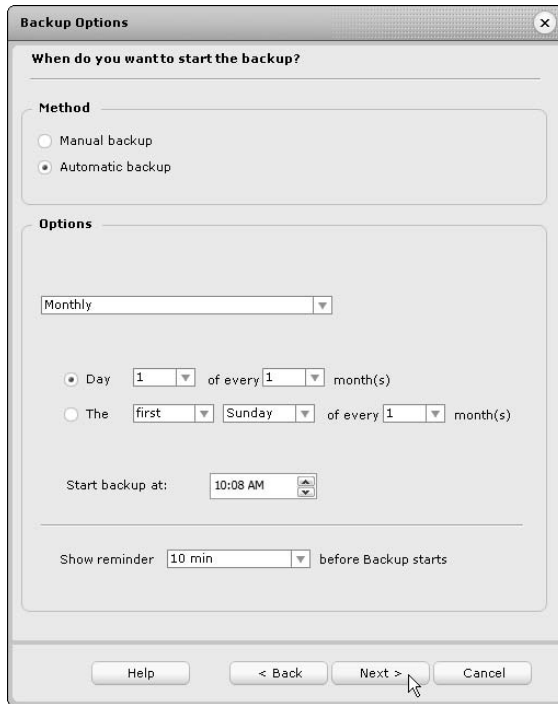 Backup Options
When do you want to start the backup?
Method
Manual backup
Automatic backup
Options
Monthly
Day 1 of every 1 month(s)
The first Sunday of every 1 month(s)
Start backup at: 10:08 AM
Show reminder 10 min before Backup starts
Help < Back Next > Cancel